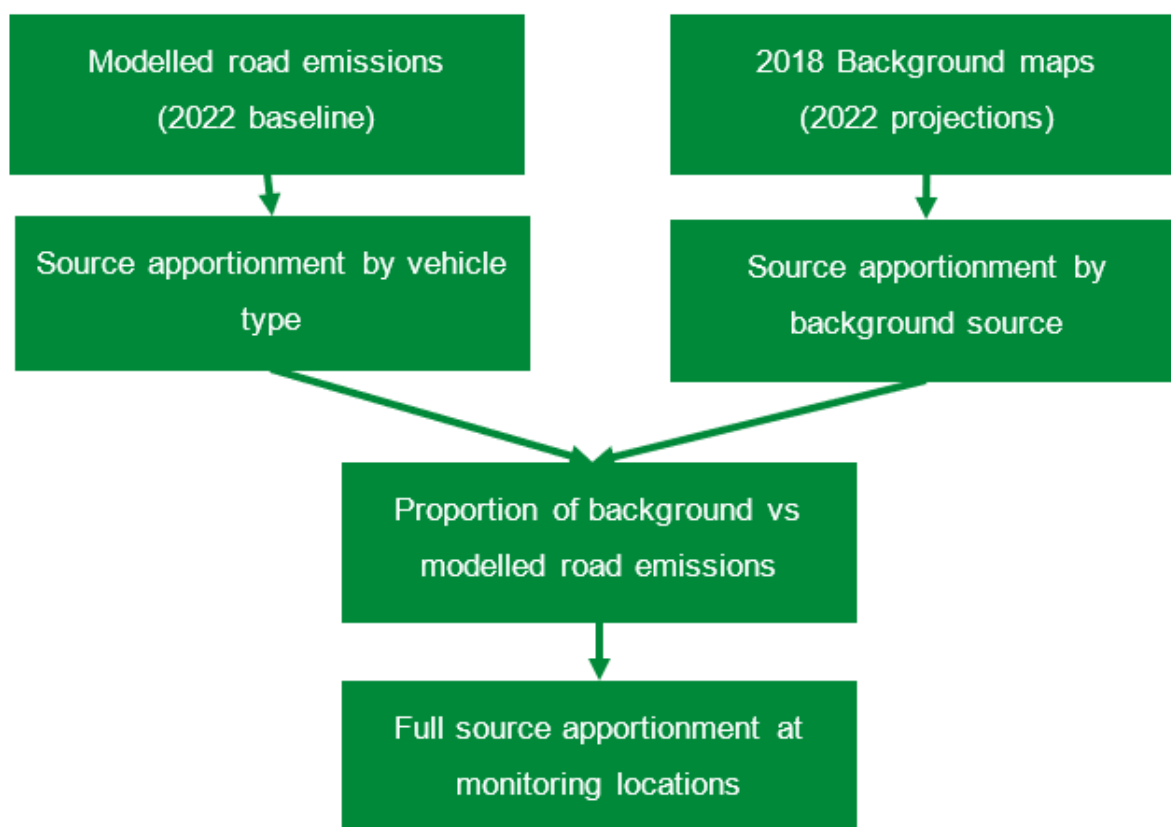 Modelled road emissions
(2022 baseline)
2018 Background maps
(2022 projections)
Source apportionment by vehicle
type
Source apportionment by
background source
Proportion of background vs
modelled road emissions
Full source apportionment at
monitoring locations